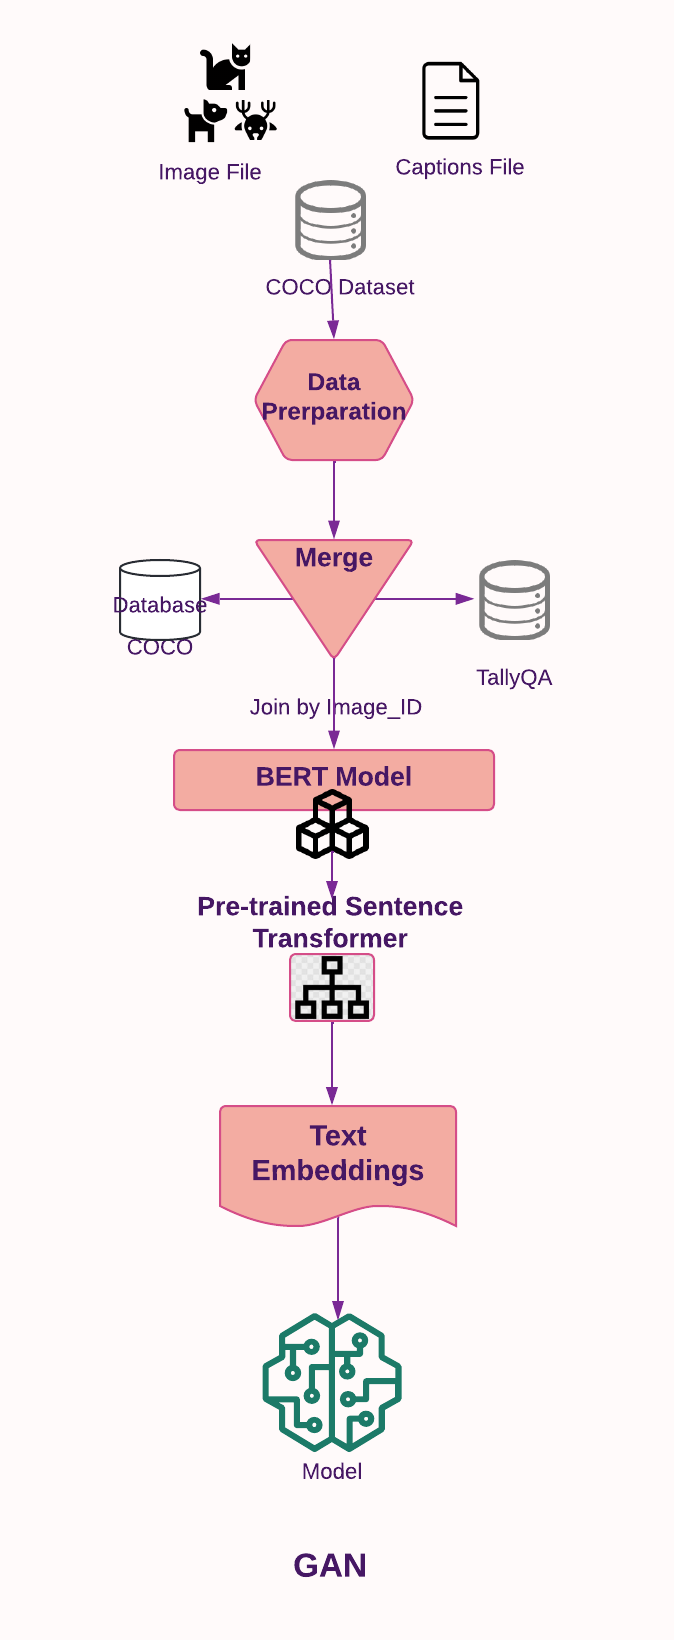 Image File
Captions File
COCO Dataset
Data
Prerparation
Merge
Database
COCO
TallyQA
Join by Image_ID
BERT Model
Pre-trained Sentence
Transformer
Text
Embeddings
Model
GAN